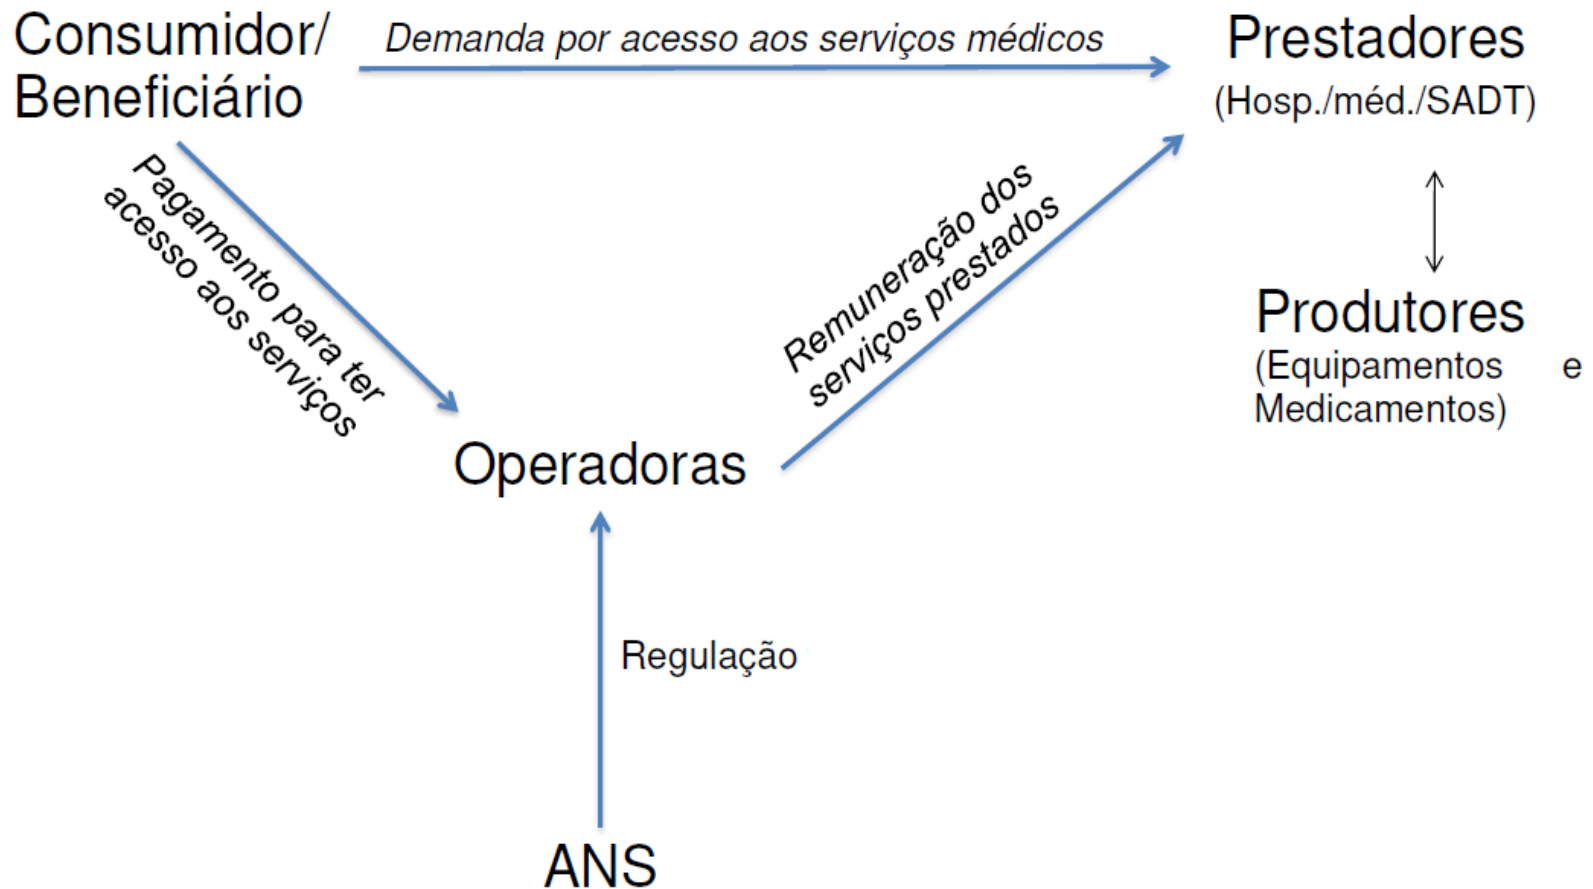 Consumidor/
Beneficiário
Demanda por acesso aos serviços médicos
Prestadores
(Hosp./méd./SADT)
Pagamento para ter
acesso aos serviços
Remuneração dos
serviços prestados
Produtores
(Equipamentos e
Medicamentos)
Operadoras
Regulação
ANS